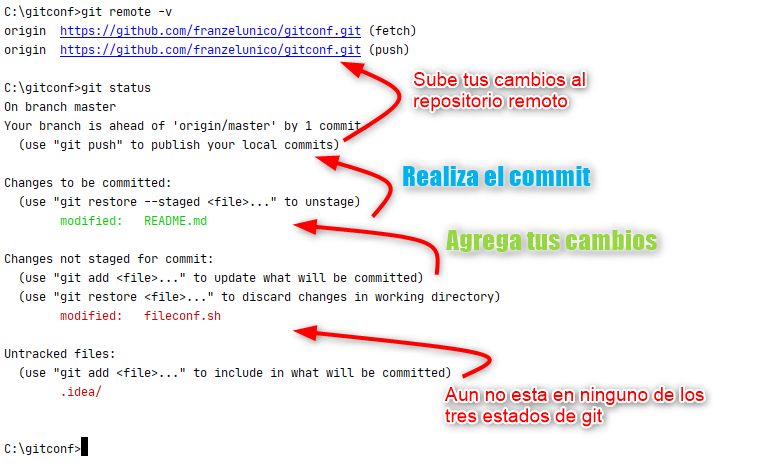 C:\gitconf>git remote -v
origin  https://github.com/franzelunico/gitconf.git (fetch)
origin  https://github.com/franzelunico/gitconf.git (push)
Sube tus cambios al
repositorio remoto
C:\gitconf>git status
On branch master
Your branch is ahead of 'origin/master' by 1 commit
  (use "git push" to publish your local commits)
Realiza el commit
Changes to be committed:
  (use "git restore --staged <file>..." to unstage)
        modified:   README.md
Agrega tus cambios
Changes not staged for commit:
  (use "git add <file>..." to update what will be committed)
  (use "git restore <file>..." to discard changes in working directory)
        modified:   fileconf.sh
Untracked files:
  (use "git add <file>..." to include in what will be committed)
        .idea/
Aun no esta en ninguno de los
tres estados de git
C:\gitconf>